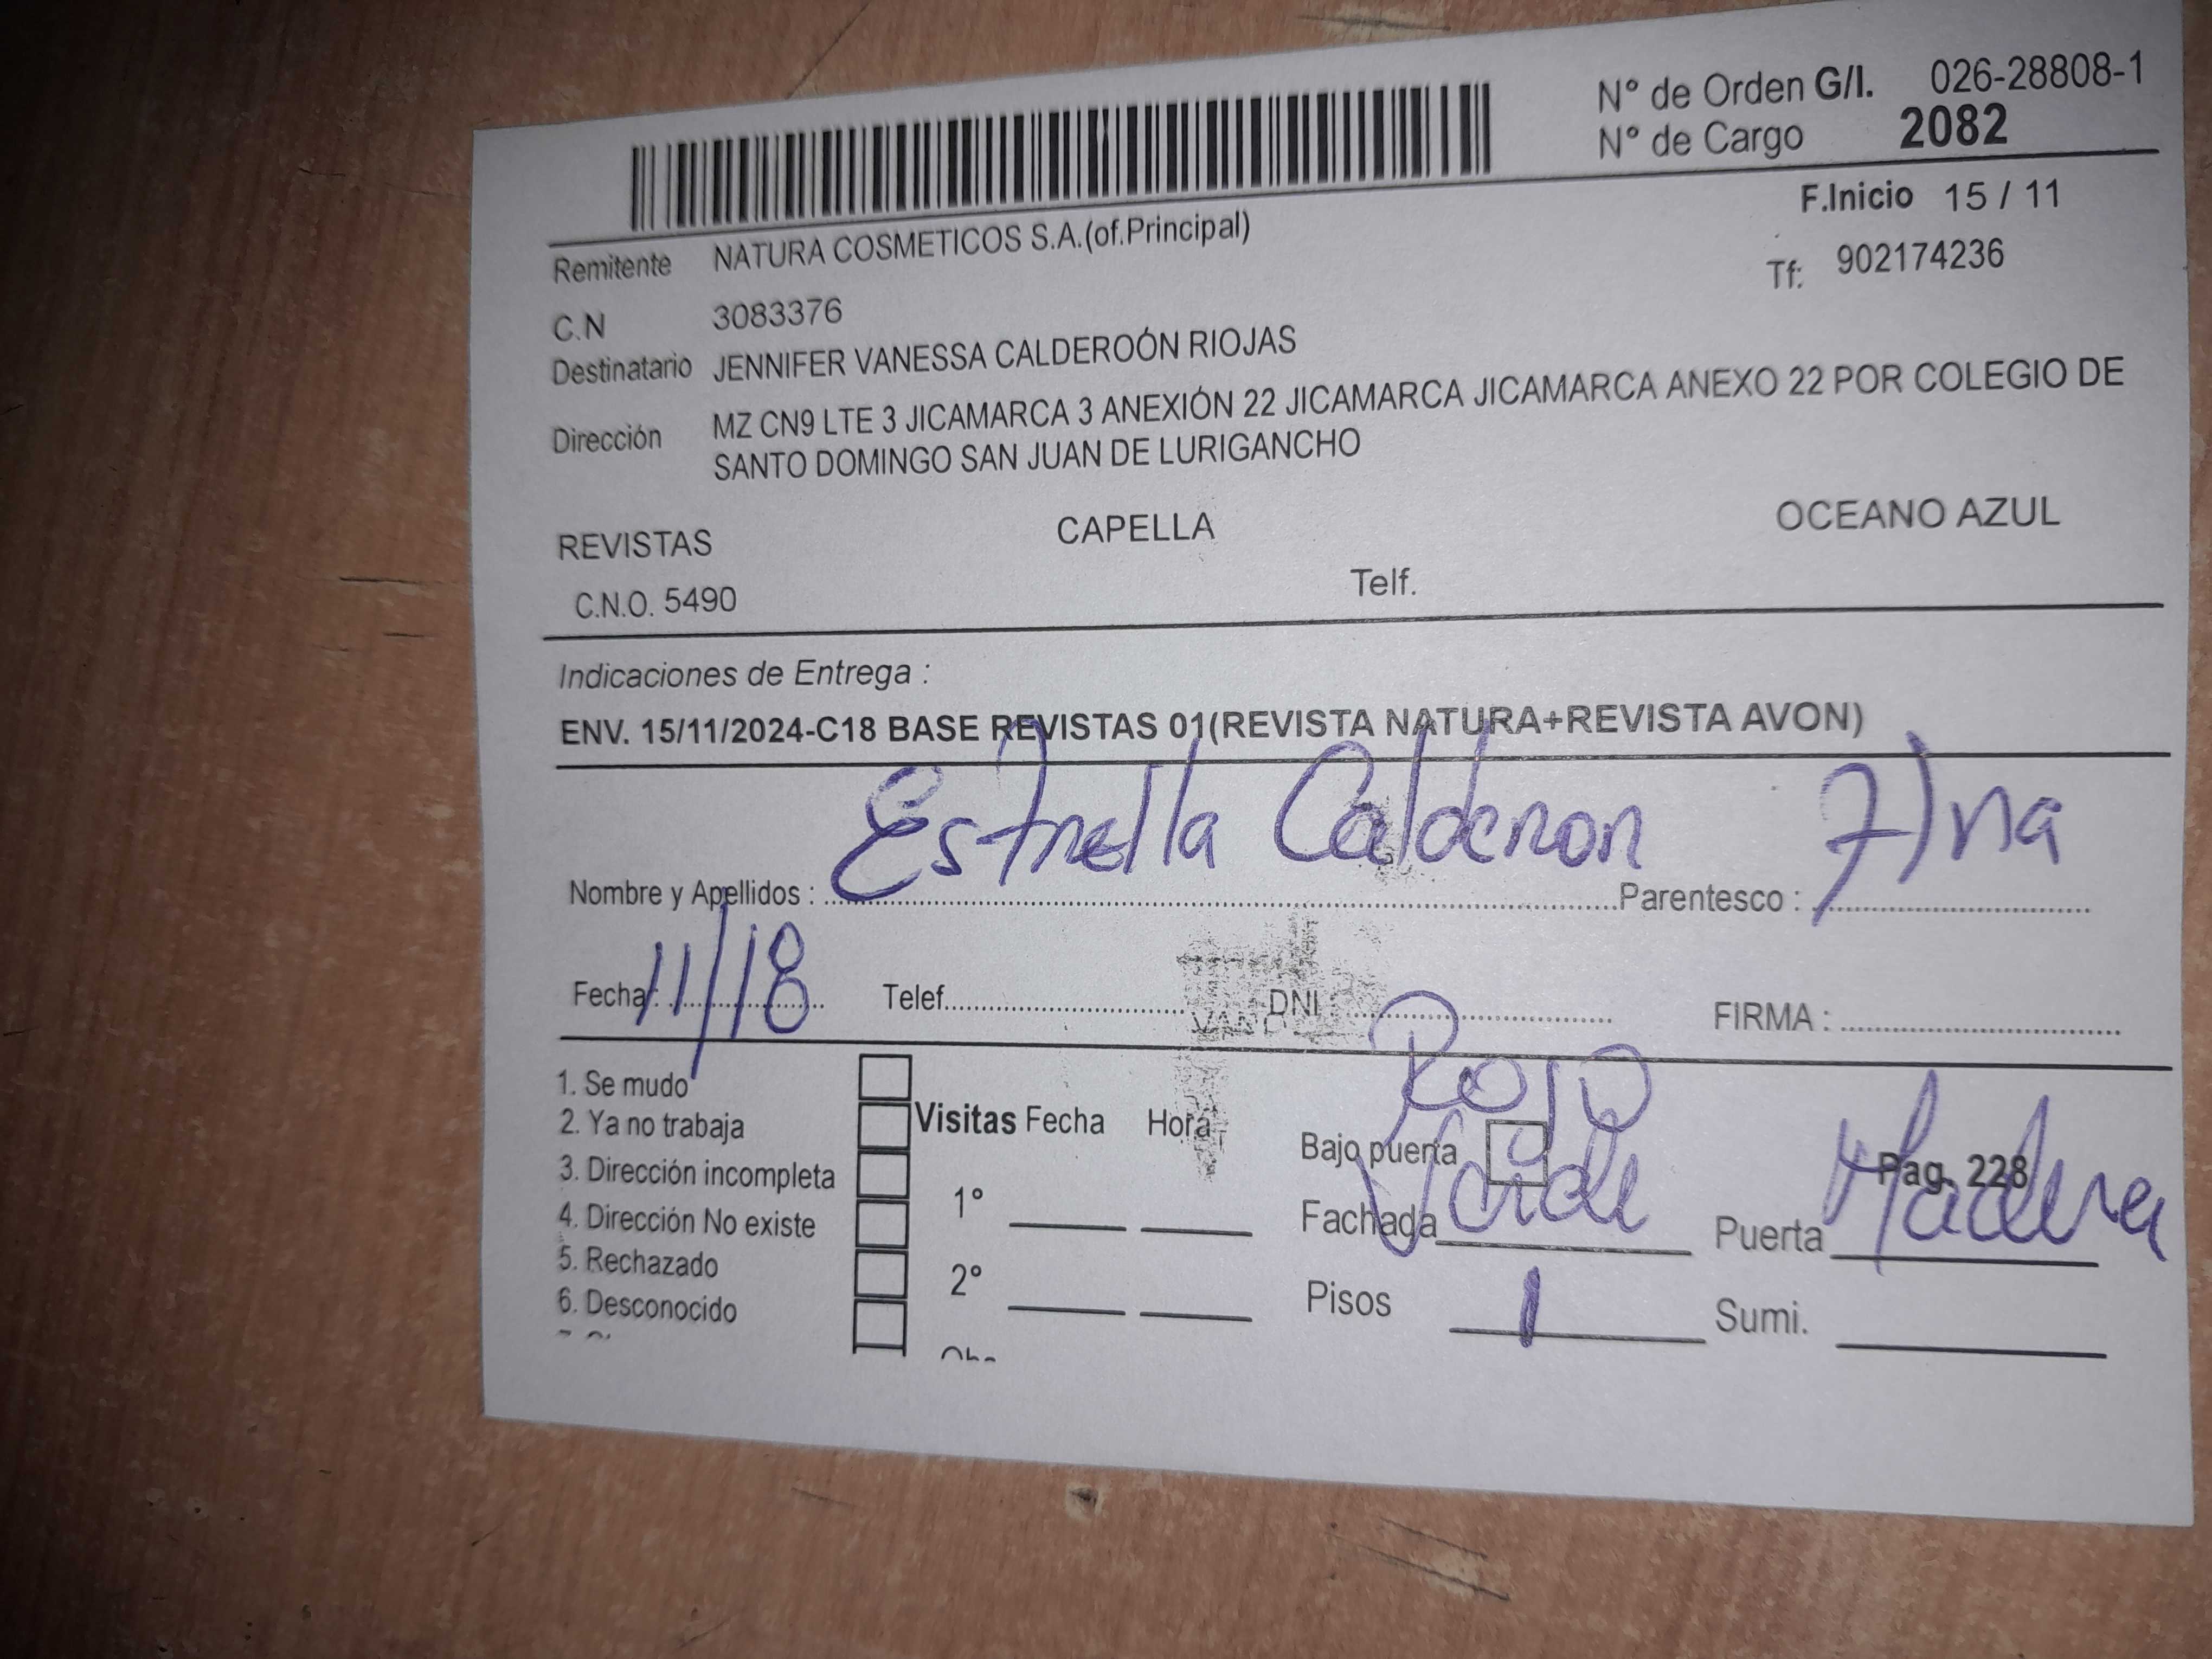 N° de Orden G/I. 026-28808-1
N° de Cargo 2082
F.Inicio 15 / 11
Remitente NATURA COSMETICOS S.A.(of.Principal)
Tf: 902174236
C.N 3083376
Destinatario JENNIFER VANESSA CALDEROÓN RIOJAS
Dirección MZ CN9 LTE 3 JICAMARCA 3 ANEXIÓN 22 JICAMARCA JICAMARCA ANEXO 22 POR COLEGIO DE
SANTO DOMINGO SAN JUAN DE LURIGANCHO
REVISTAS CAPELLA OCEANO AZUL
C.N.O. 5490 Telf.
Indicaciones de Entrega :
ENV. 15/11/2024-C18 BASE REVISTAS 01(REVISTA NATURA+REVISTA AVON)
Nombre y Apellidos : Estrella Calderon Parentesco :
Fecha: 11/18 Telef. DNI : FIRMA :
1. Se mudo
2. Ya no trabaja
3. Dirección incompleta
4. Dirección No existe
5. Rechazado
6. Desconocido
Visitas Fecha Hora
1°
2°
Rojo
Bajo puerta
Pag. 228
Fachada Verde Puerta Madera
Pisos 1 Sumi.